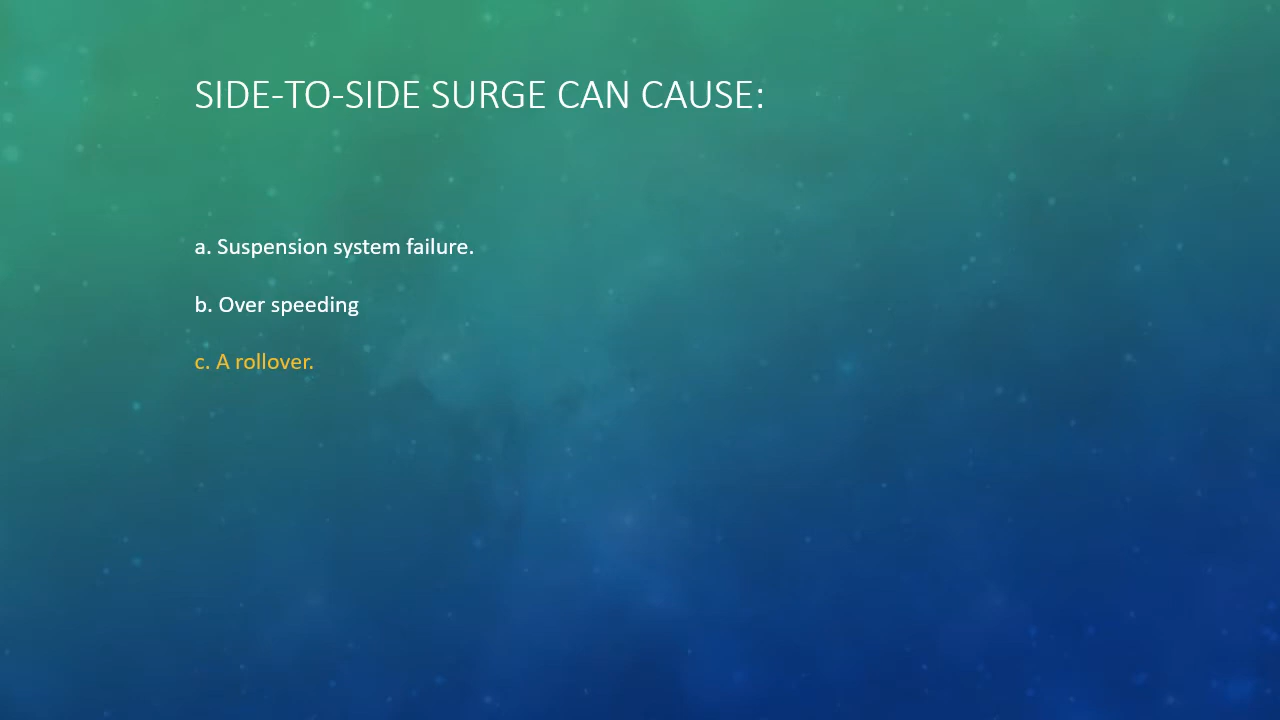 SIDE-TO-SIDE SURGE CAN CAUSE:
a. Suspension system failure.
b. Over speeding
c. A rollover.